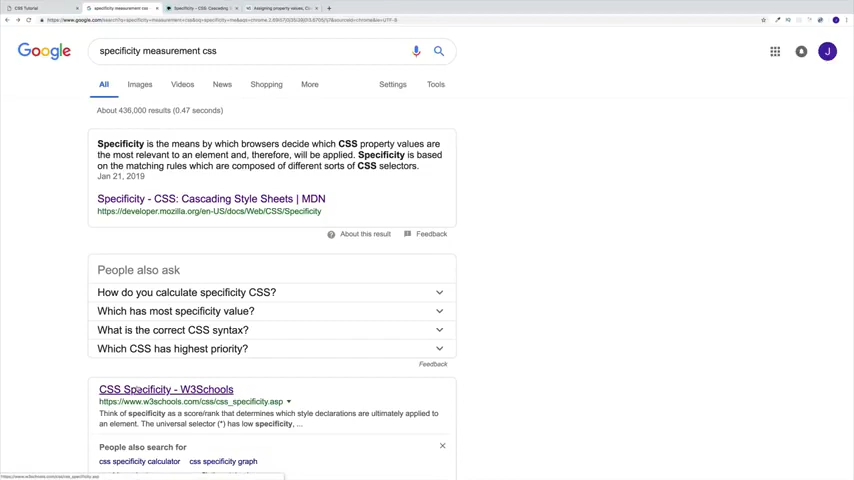 CSS Tutorial
specificity measurement css
Specificity - CSS: Cascading
Assigning property values, C
Google
specificity measurement css
J
All
Images
Videos
News
Shopping
More
Settings
Tools
About 436,000 results (0.47 seconds)
Specificity is the means by which browsers decide which CSS property values are
the most relevant to an element and, therefore, will be applied. Specificity is based
on the matching rules which are composed of different sorts of CSS selectors.
Jan 21, 2019
Specificity - CSS: Cascading Style Sheets | MDN
https://developer.mozilla.org/en-US/docs/Web/CSS/Specificity
About this result
Feedback
People also ask
How do you calculate specificity CSS?
Which has most specificity value?
What is the correct CSS syntax?
Which CSS has highest priority?
Feedback
CSS Specificity - W3Schools
https://www.w3schools.com/css/css_specificity.asp
Think of specificity as a score/rank that determines which style declarations are ultimately applied to
an element. The universal selector (*) has low specificity, ...
People also search for
css specificity calculator
css specificity graph
https://www.w3schools.com/css/css_specificity.asp